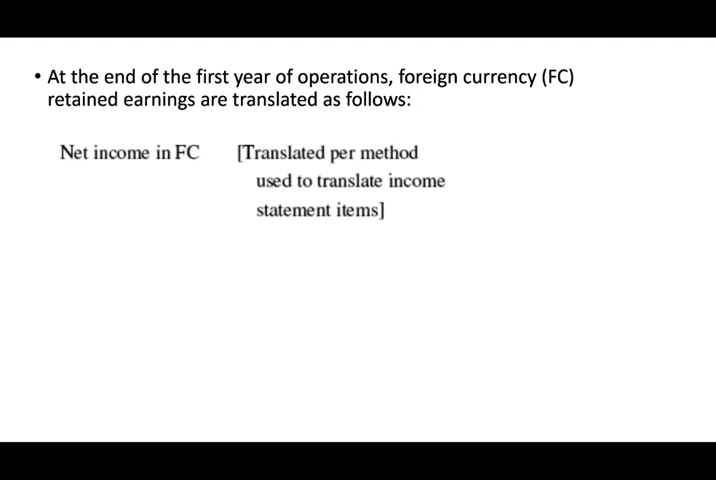 • At the end of the first year of operations, foreign currency (FC)
retained earnings are translated as follows:
Net income in FC [Translated per method
used to translate income
statement items]